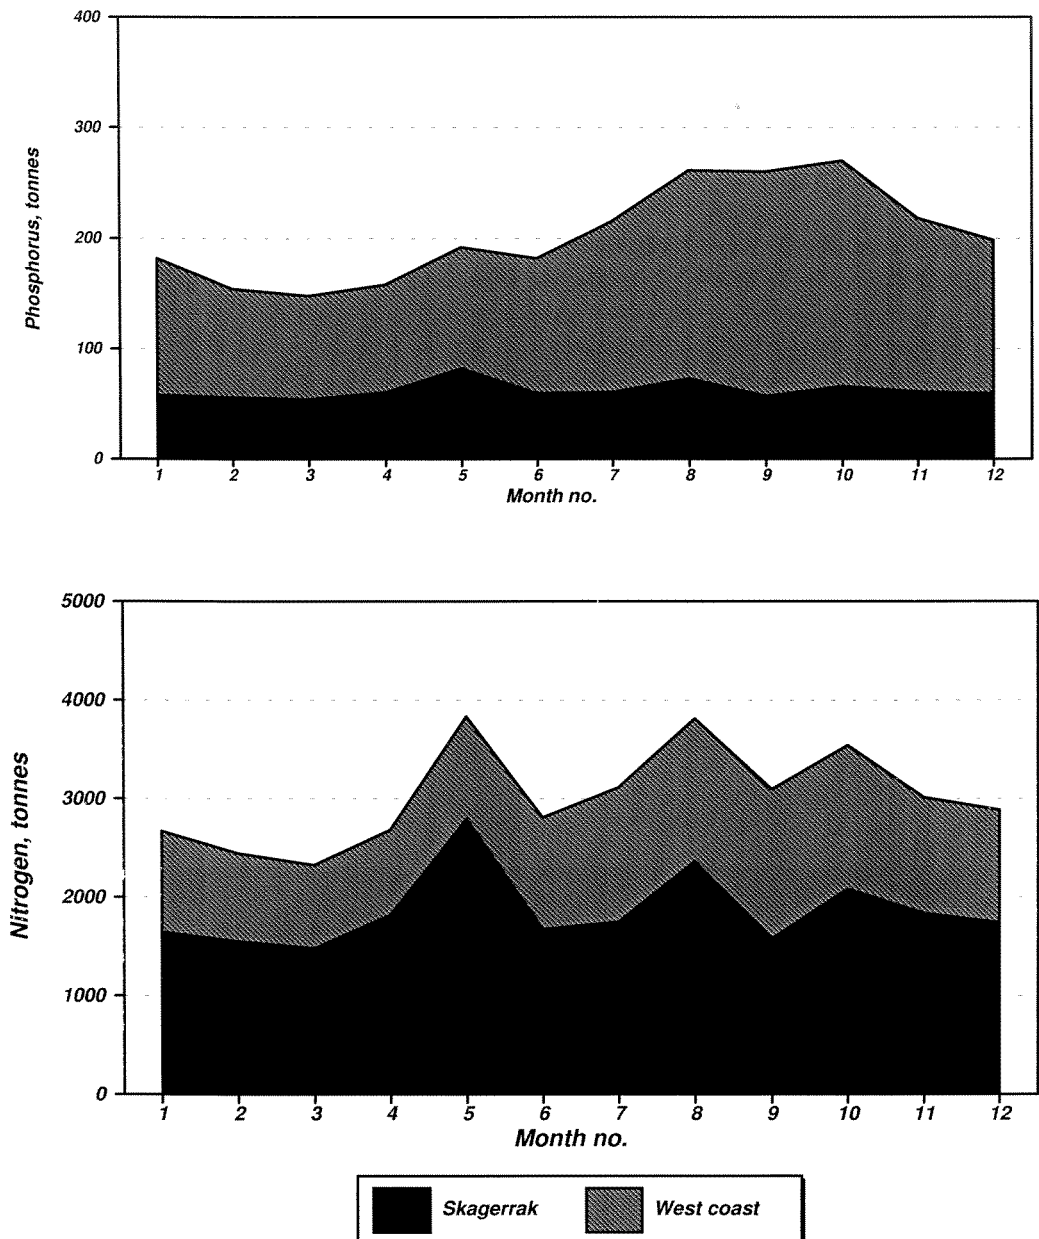 Phosphorus, tonnes
400
300
200
100
0
1 2 3 4 5 6 7 8 9 10 11 12
Month no.
Nitrogen, tonnes
5000
4000
3000
2000
1000
0
1 2 3 4 5 6 7 8 9 10 11 12
Month no.
Skagerrak West coast